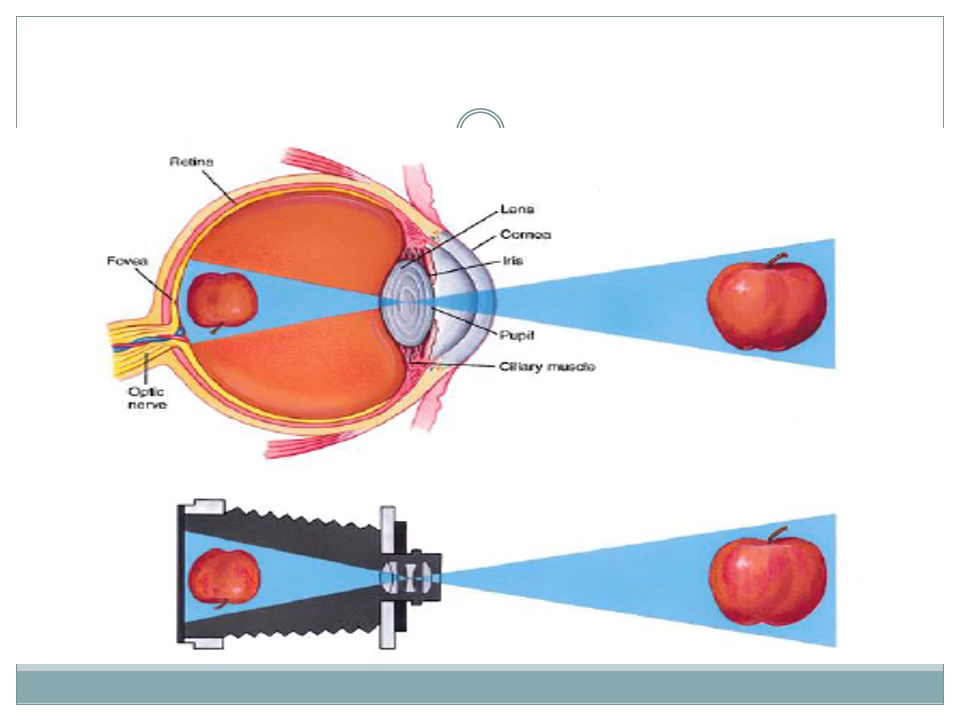 Retina
Lens
Cornea
Fovea
Iris
Pupil
Ciliary muscle
Optic
nerve